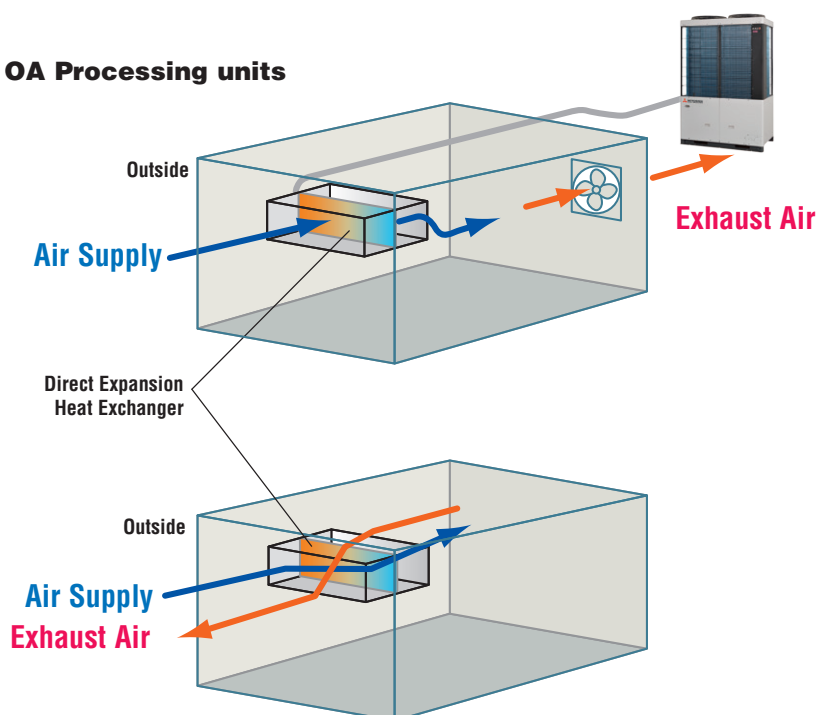 OA Processing units
Outside
Air Supply
Exhaust Air
Direct Expansion
Heat Exchanger
Outside
Air Supply
Exhaust Air